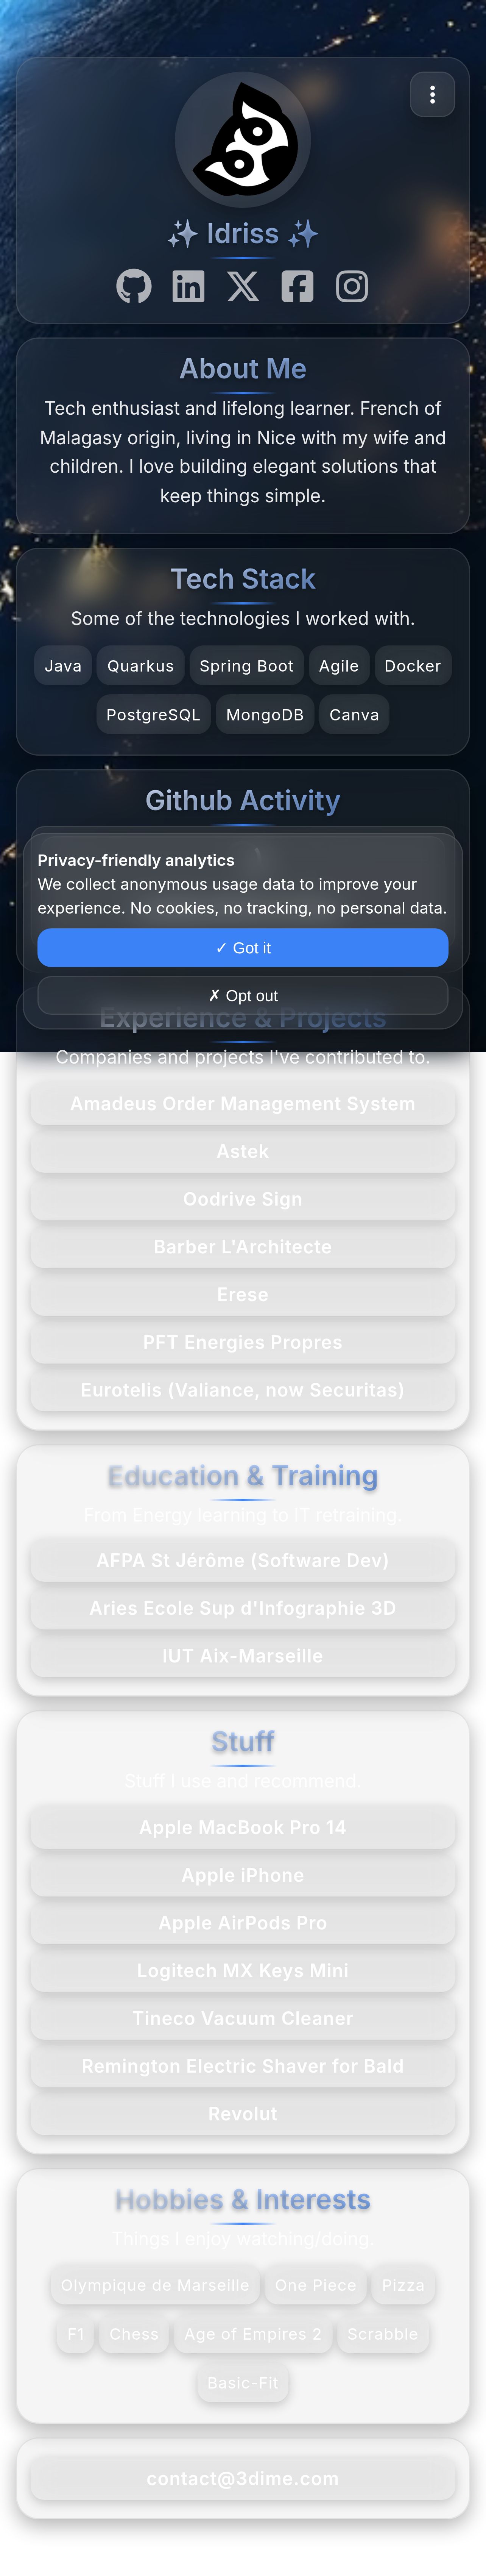 ✨ Idriss ✨
About Me
Tech enthusiast and lifelong learner. French of
Malagasy origin, living in Nice with my wife and
children. I love building elegant solutions that
keep things simple.
Tech Stack
Some of the technologies I worked with.
Java Quarkus Spring Boot Agile Docker
PostgreSQL MongoDB Canva
Github Activity
Privacy-friendly analytics
We collect anonymous usage data to improve your
experience. No cookies, no tracking, no personal data.
✓ Got it
✗ Opt out
Experience & Projects
Companies and projects I've contributed to.
Amadeus Order Management System
Astek
Oodrive Sign
Barber L'Architecte
Erese
PFT Energies Propres
Eurotelis (Valiance, now Securitas)
Education & Training
From Energy learning to IT retraining.
AFPA St Jérôme (Software Dev)
Aries Ecole Sup d'Infographie 3D
IUT Aix-Marseille
Stuff
Stuff I use and recommend.
Apple MacBook Pro 14
Apple iPhone
Apple AirPods Pro
Logitech MX Keys Mini
Tineco Vacuum Cleaner
Remington Electric Shaver for Bald
Revolut
Hobbies & Interests
Things I enjoy watching/doing.
Olympique de Marseille One Piece Pizza
F1 Chess Age of Empires 2 Scrabble
Basic-Fit
contact@3dime.com